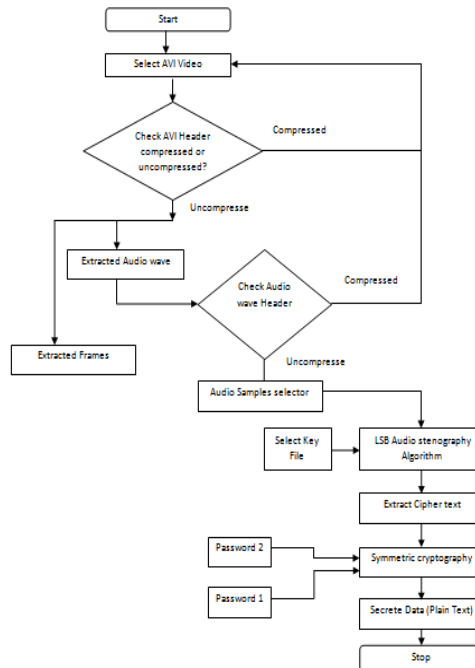 Start
Select AVI Video
Check AVI Header
compressed or
uncompressed?
Compressed
Uncompresse
Extracted Audio wave
Check Audio
wave Header
Compressed
Extracted Frames
Uncompresse
Audio Samples selector
Select Key
File
LSB Audio stenography
Algorithm
Extract Cipher text
Password 2
Symmetric cryptography
Password 1
Secrete Data (Plain Text)
Stop